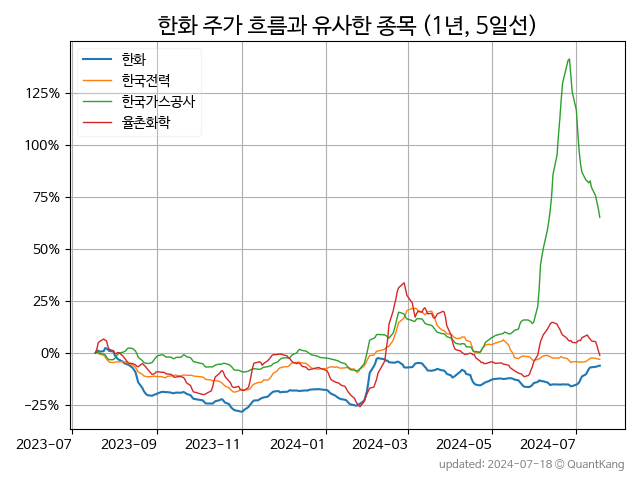 한화 주가 흐름과 유사한 종목 (1년, 5일선)
한화
한국전력
한국가스공사
율촌화학
125%
100%
75%
50%
25%
0%
−25%
2023-07
2023-09
2023-11
2024-01
2024-03
2024-05
2024-07
updated: 2024-07-18 © QuantKang